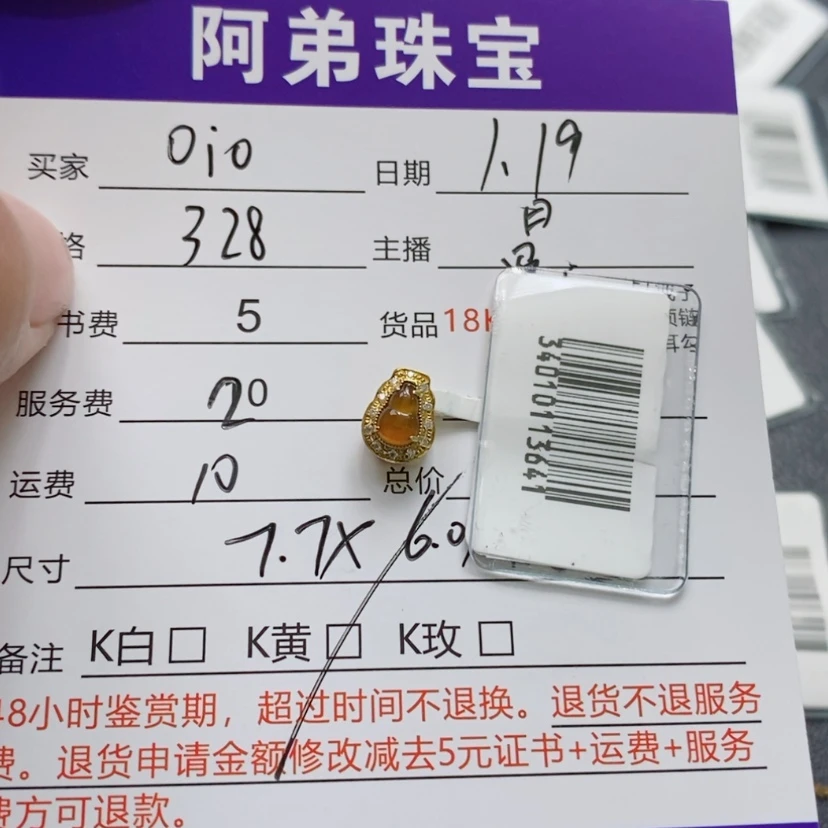 阿弟珠宝
买家 0io 日期 1.19
格 328 主播
书费 5 货品 18K
服务费 20
运费 10 总价
尺寸 7.7X 6.0
备注 K白□ K黄□ K玫□
48小时鉴赏期，超过时间不退换。退货不退服务
费。退货申请金额修改减去5元证书+运费+服务
费方可退款。
3401011364​1